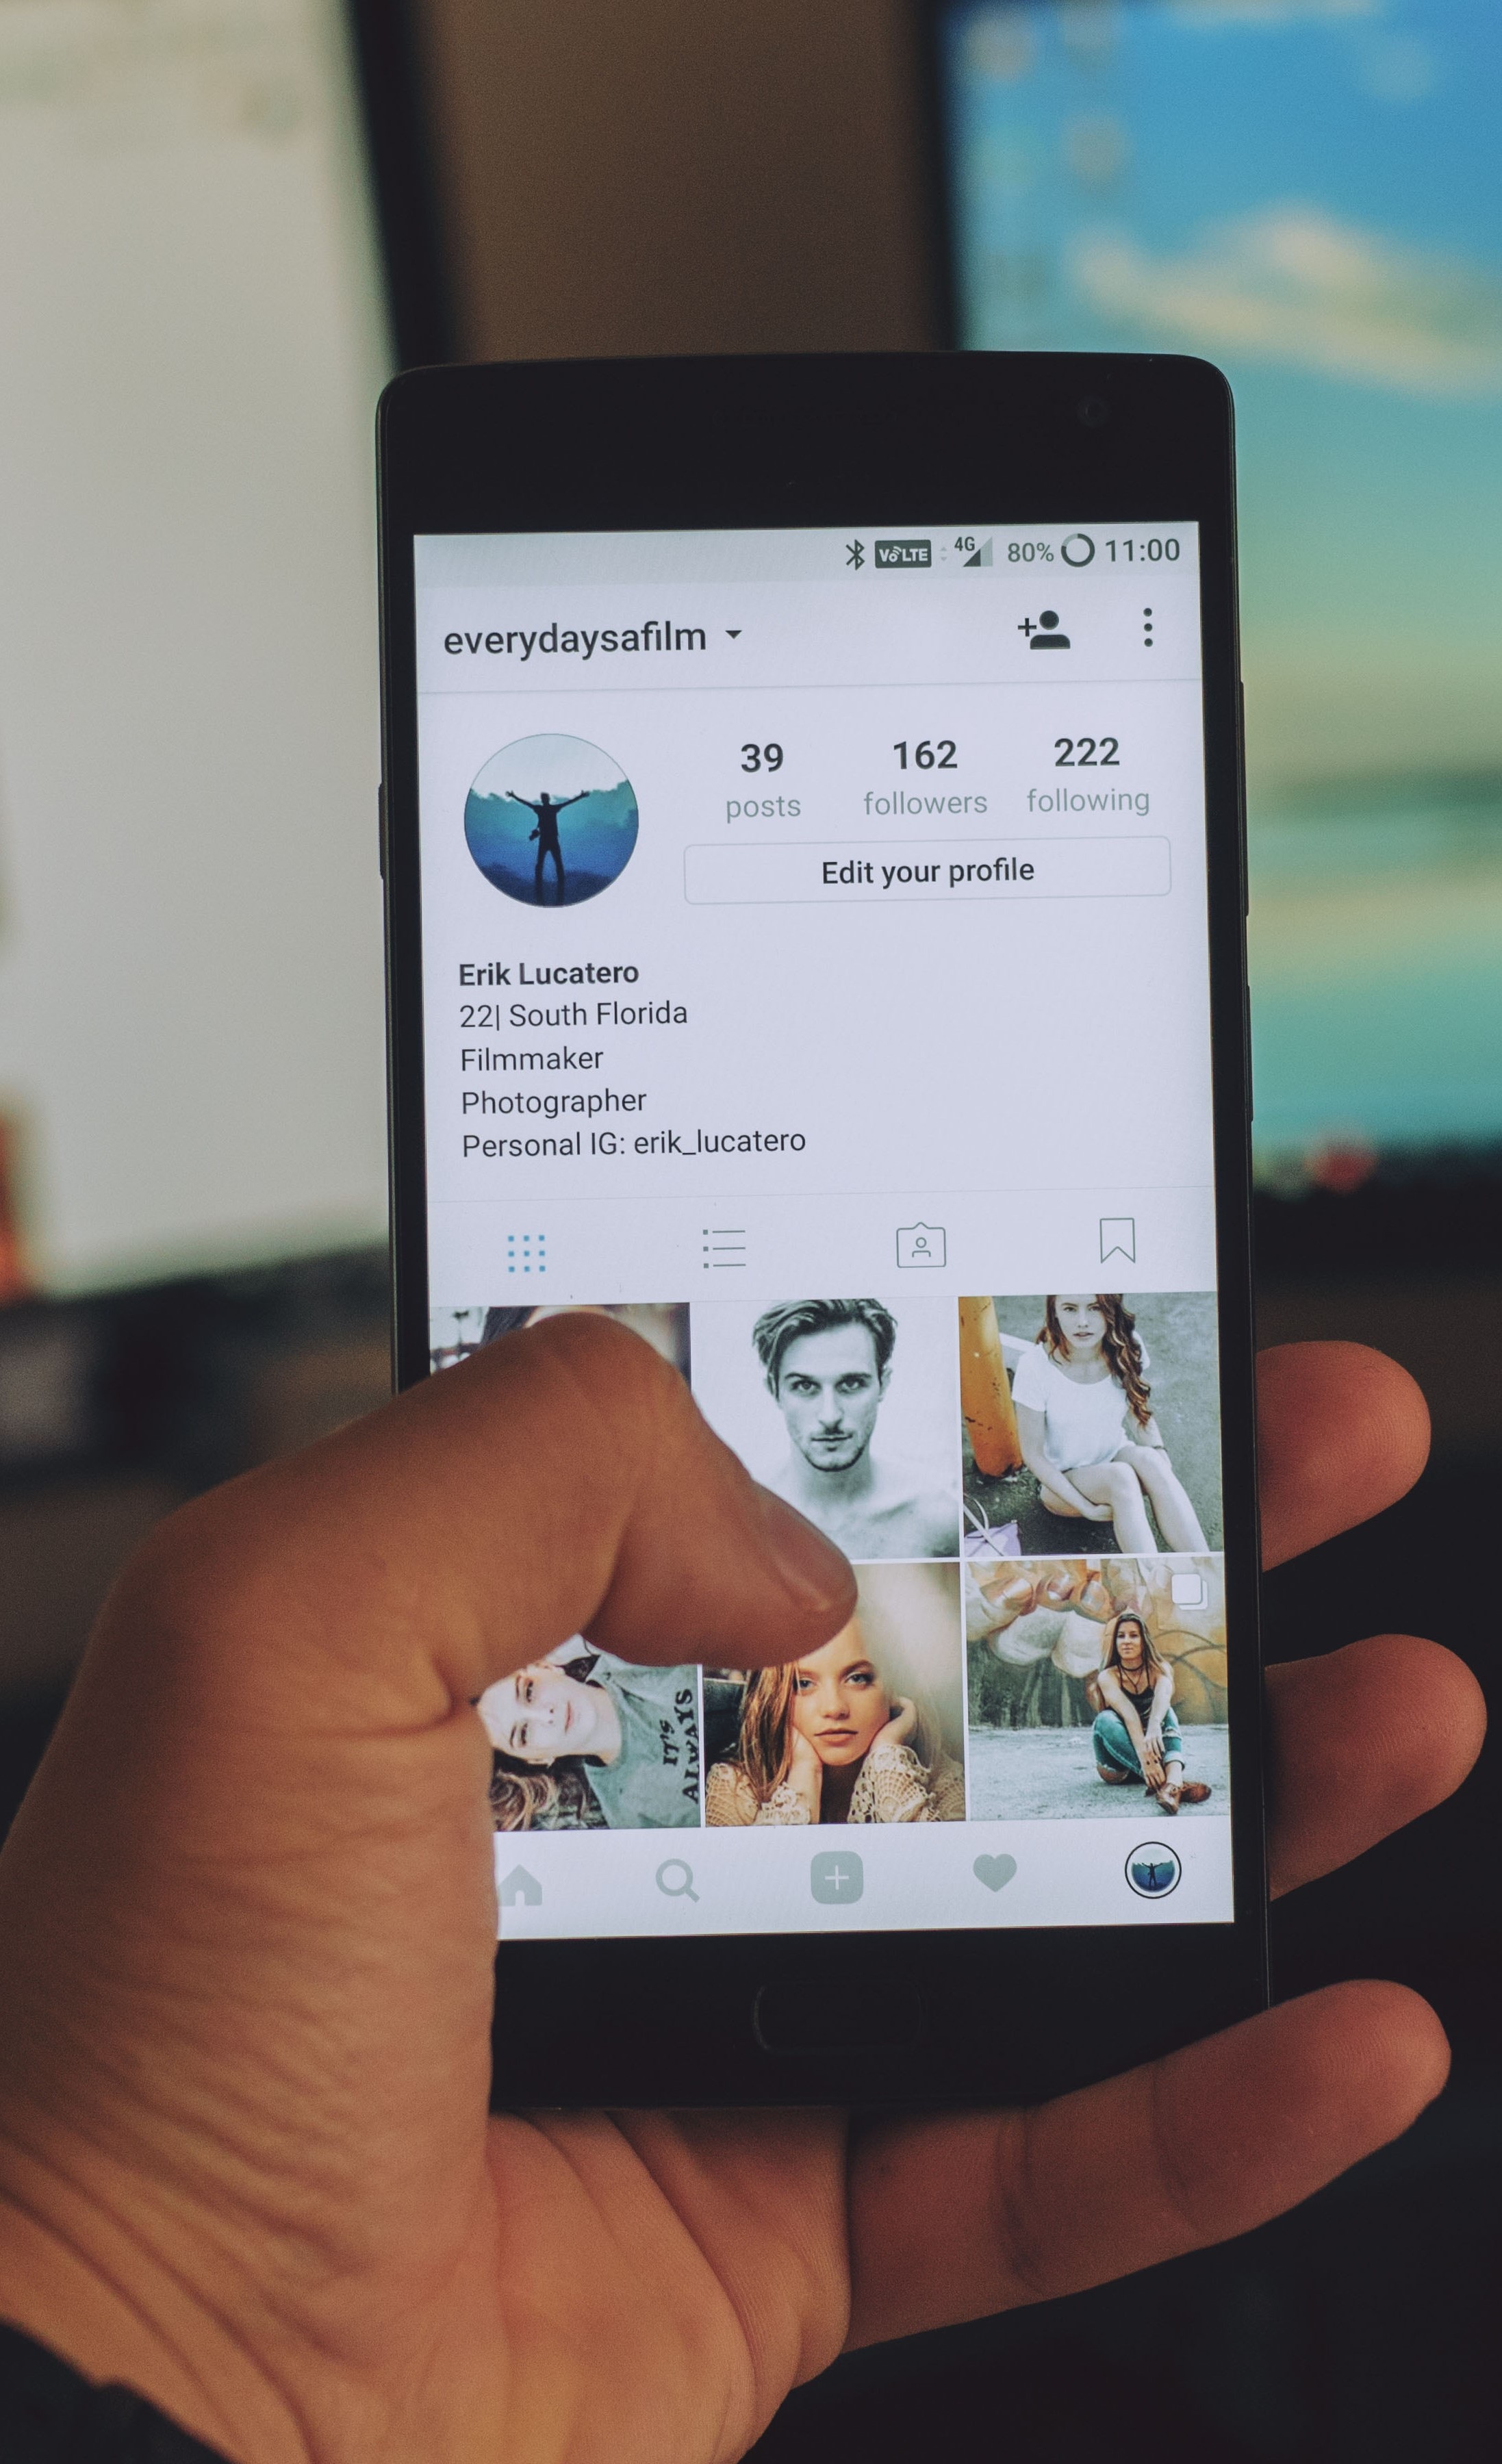 VoLTE 4G 80% 11:00
everydaysafilm
39 162 222
posts followers following
Edit your profile
Erik Lucatero
22| South Florida
Filmmaker
Photographer
Personal IG: erik_lucatero
IT'S
ALWAYS